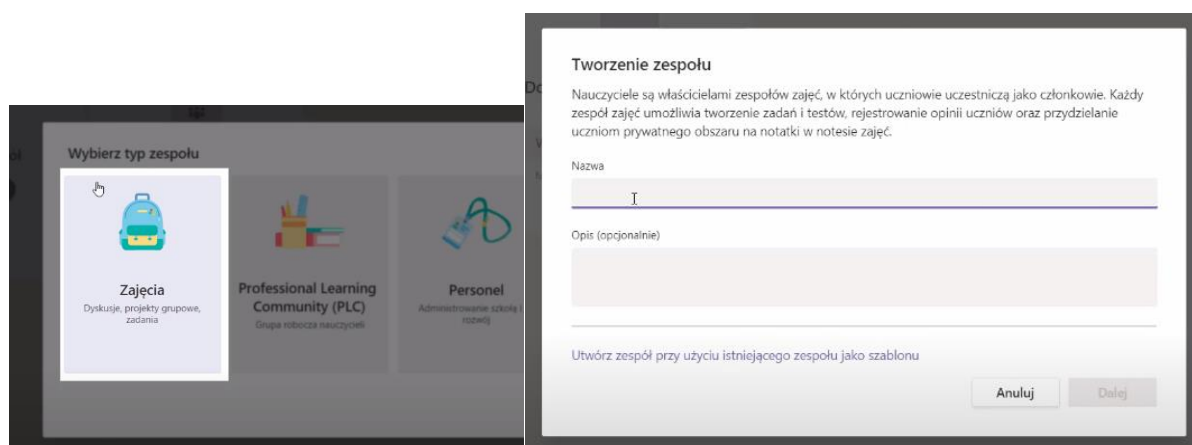 Wybierz typ zespołu
Zajęcia
Dyskusje, projekty grupowe,
zadania
Professional Learning
Community (PLC)
Grupa robocza nauczycieli
Personel
Administrowanie szkołą i
rozwój
Tworzenie zespołu
Nauczyciele są właścicielami zespołów zajęć, w których uczniowie uczestniczą jako członkowie. Każdy
zespół zajęć umożliwia tworzenie zadań i testów, rejestrowanie opinii uczniów oraz przydzielanie
uczniom prywatnego obszaru na notatki w notesie zajęć.
Nazwa
Opis (opcjonalnie)
Utwórz zespół przy użyciu istniejącego zespołu jako szablonu
Anuluj
Dalej